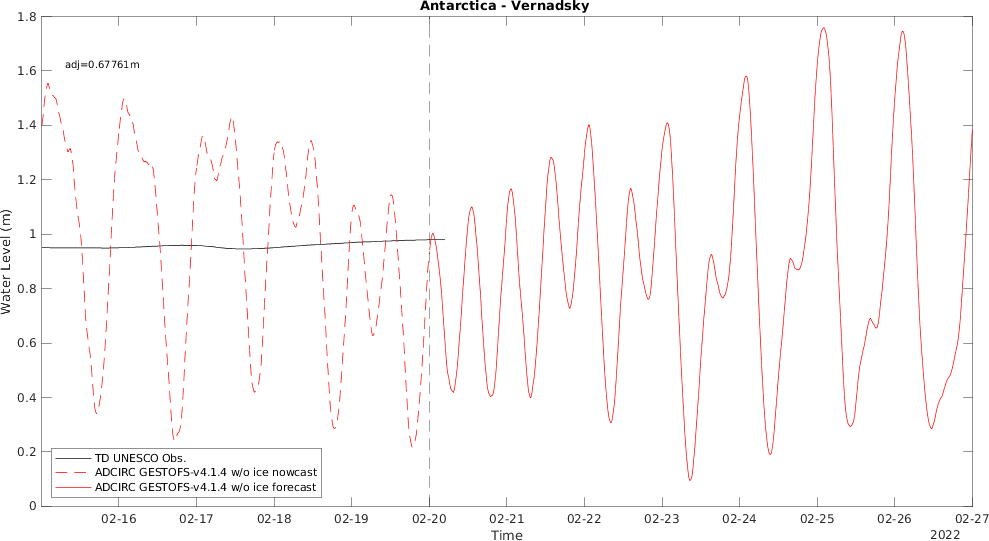 Antarctica - Vernadsky
adj=0.67761m
Water Level (m)
1.8
1.6
1.4
1.2
1
0.8
0.6
0.4
0.2
0
TD UNESCO Obs.
ADCIRC GESTOFS-v4.1.4 w/o ice nowcast
ADCIRC GESTOFS-v4.1.4 w/o ice forecast
02-16 02-17 02-18 02-19 02-20 02-21 02-22 02-23 02-24 02-25 02-26 02-27
Time
2022